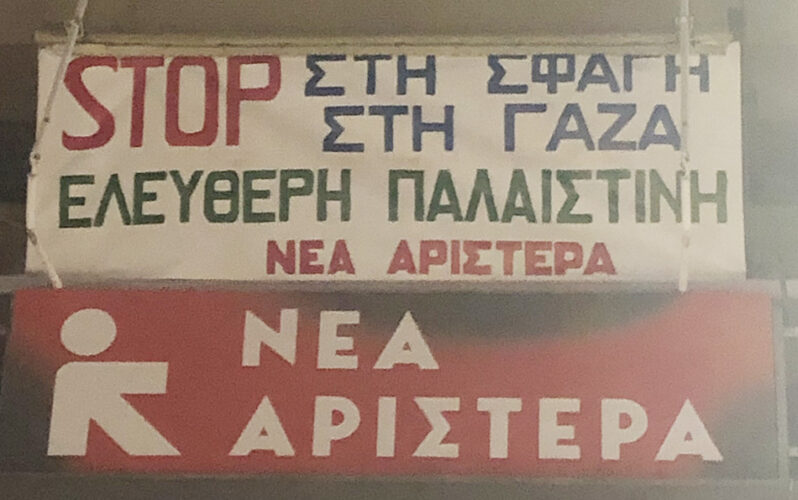 STOP ΣΤΗ ΣΦΑΓΗ
ΣΤΗ ΓΑΖΑ
ΕΛΕΥΘΕΡΗ ΠΑΛΑΙΣΤΙΝΗ
ΝΕΑ ΑΡΙΣΤΕΡΑ
ΝΕΑ
ΑΡΙΣΤΕΡΑ